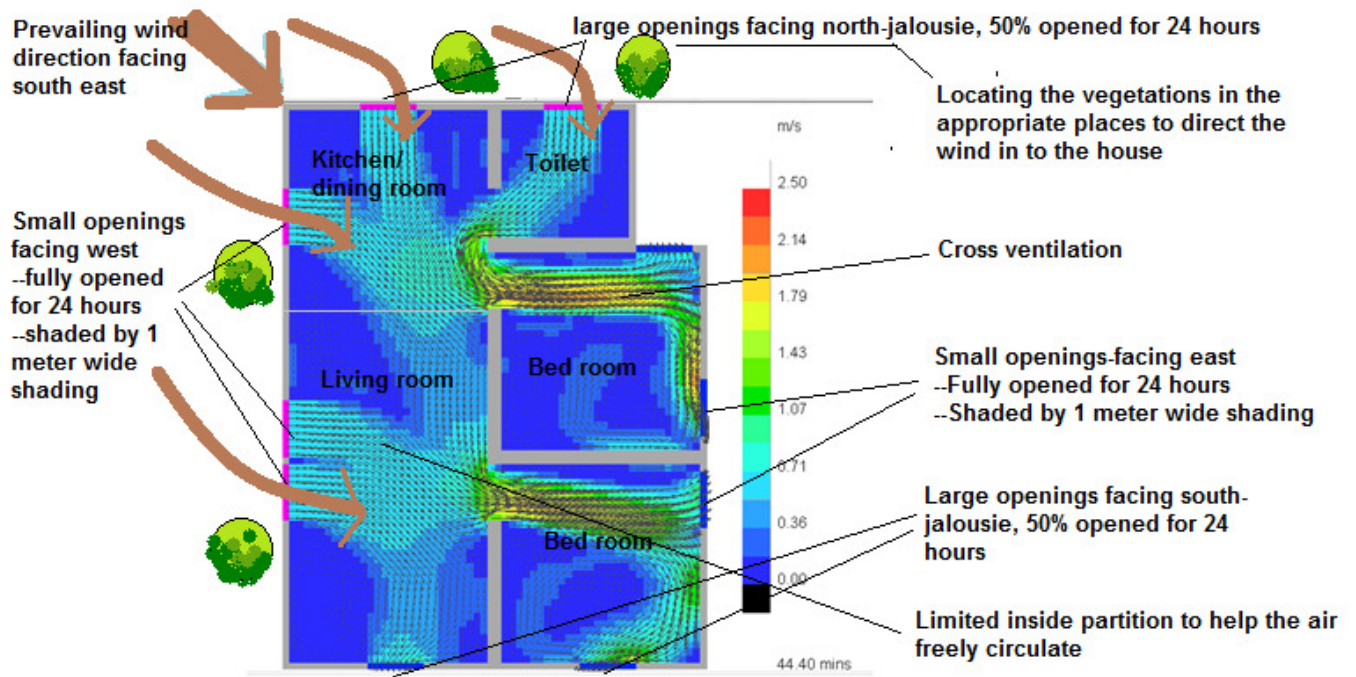 Prevailing wind
direction facing
south east
large openings facing north-jalousie, 50% opened for 24 hours
Locating the vegetations in the
appropriate places to direct the
wind in to the house
Kitchen/
dining room
Toilet
Small openings
facing west
--fully opened
for 24 hours
--shaded by 1
meter wide
shading
Living room
Bed room
Bed room
m/s
2.50
2.14
1.79
1.43
1.07
0.71
0.36
0.00
44.40 mins
Cross ventilation
Small openings-facing east
--Fully opened for 24 hours
--Shaded by 1 meter wide shading
Large openings facing south-
jalousie, 50% opened for 24
hours
Limited inside partition to help the air
freely circulate